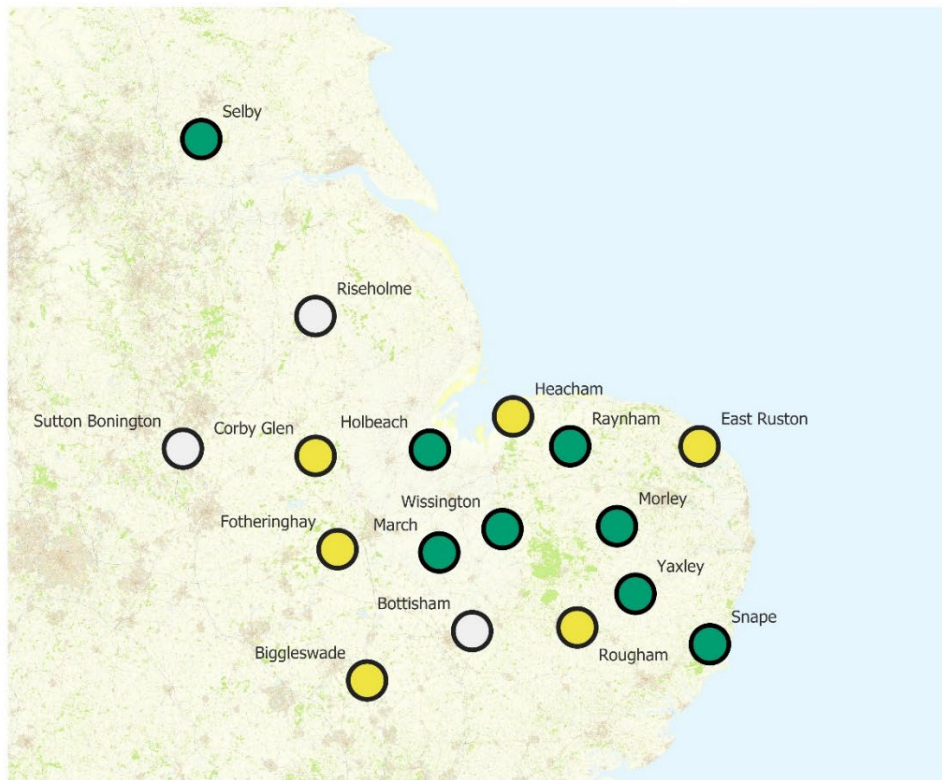 Selby
Riseholme
Heacham
Sutton Bonington
Corby Glen
Holbeach
Raynham
East Ruston
Wissington
Morley
Fotheringhay
March
Yaxley
Bottisham
Snape
Biggleswade
Rougham